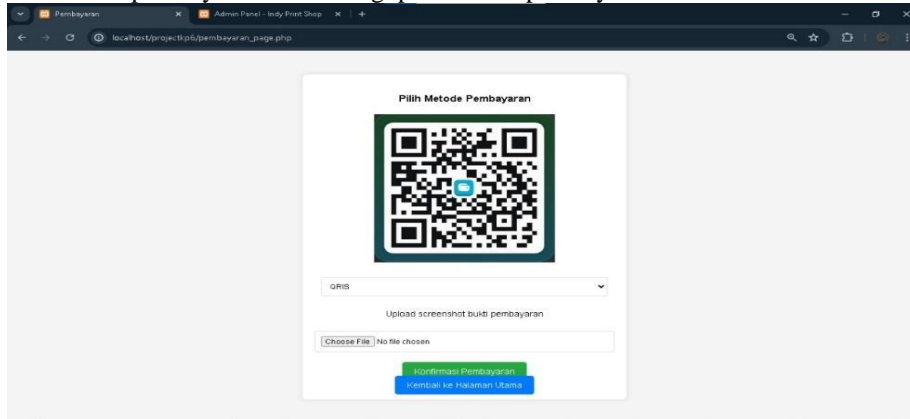 Pembayaran
Admin Panel - Indy Print Shop
localhost/projectkp6/pembayaran_page.php
Pilih Metode Pembayaran
QRIS
Upload screenshot bukti pembayaran
Choose File No file chosen
Konfirmasi Pembayaran
Kembali ke Halaman Utama